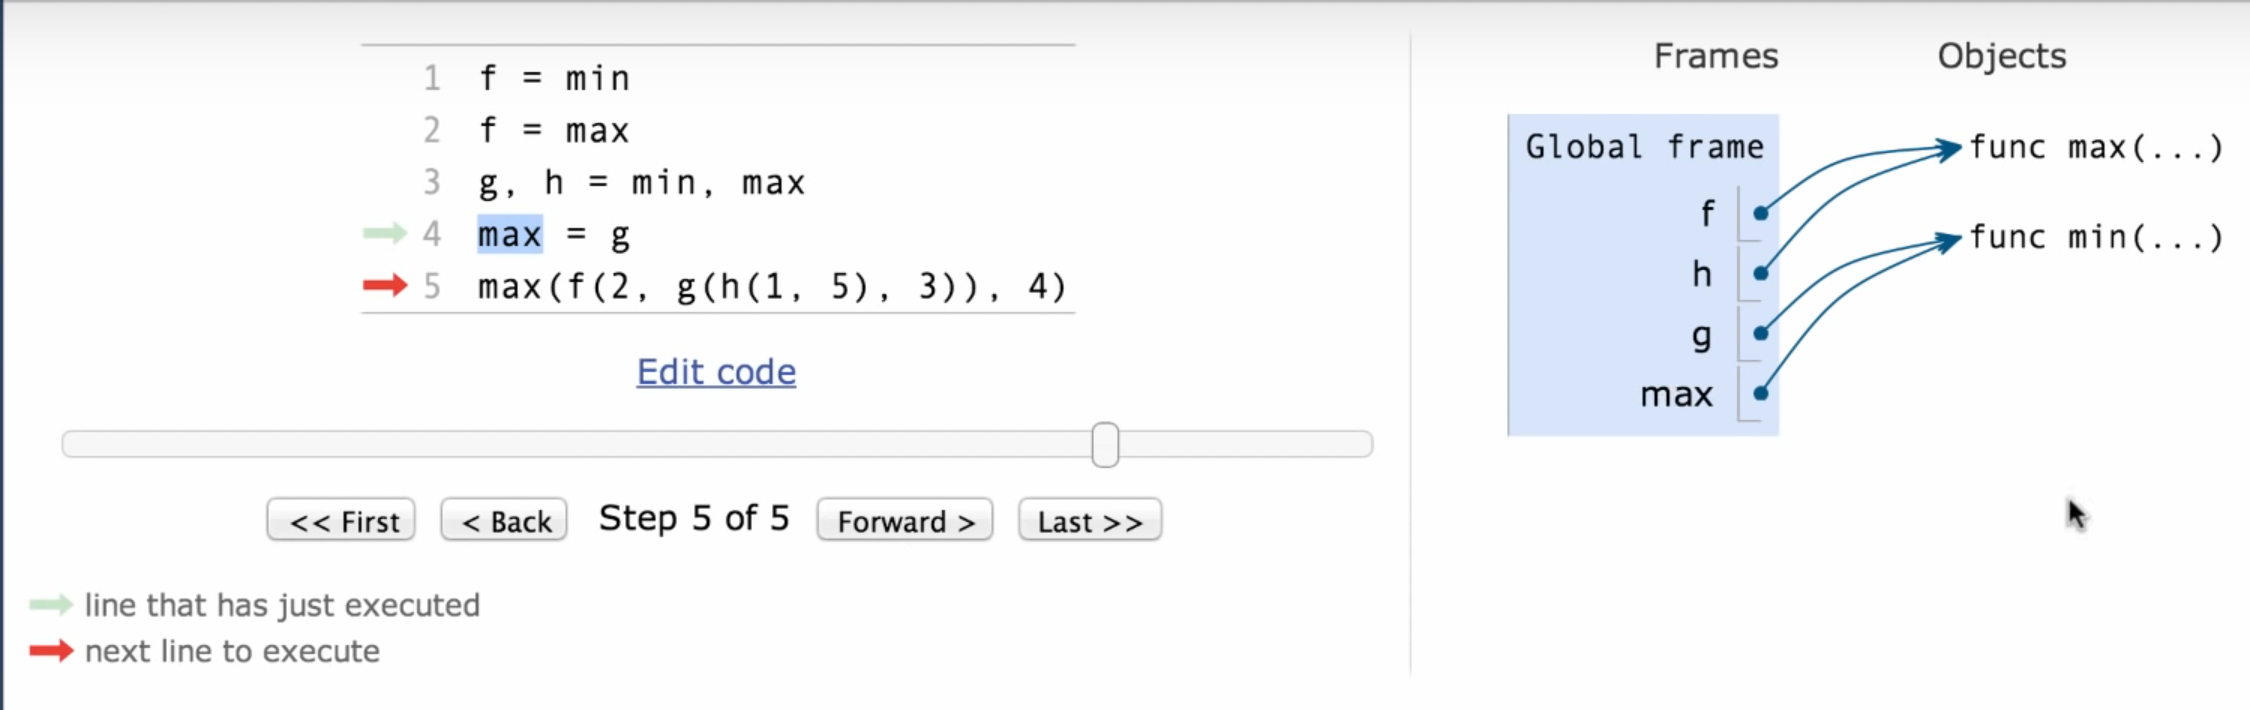 1 f = min
2 f = max
3 g, h = min, max
4 max = g
5 max(f(2, g(h(1, 5), 3)), 4)
Edit code
<< First < Back Step 5 of 5 Forward > Last >>
line that has just executed
next line to execute
Frames Objects
Global frame func max(...)
f
func min(...)
h
g
max